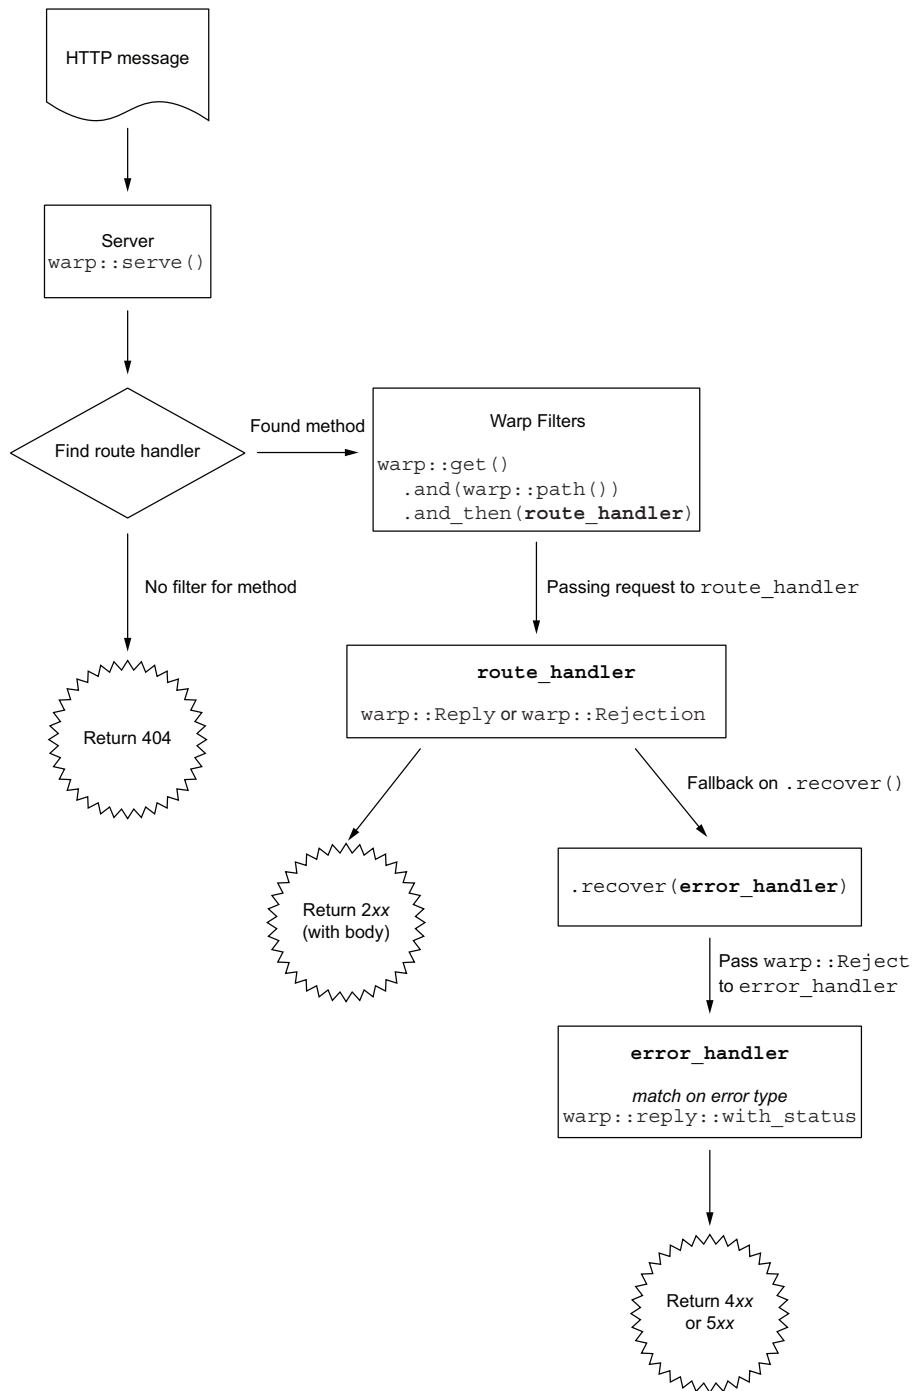 HTTP message
Server
warp::serve()
Find route handler
Found method
Warp Filters
warp::get()
.and(warp::path())
.and_then(route_handler)
No filter for method
Passing request to route_handler
route_handler
warp::Reply or warp::Rejection
Return 404
Fallback on .recover()
Return 2xx
(with body)
.recover(error_handler)
Pass warp::Reject
to error_handler
error_handler
match on error type
warp::reply::with_status
Return 4xx
or 5xx